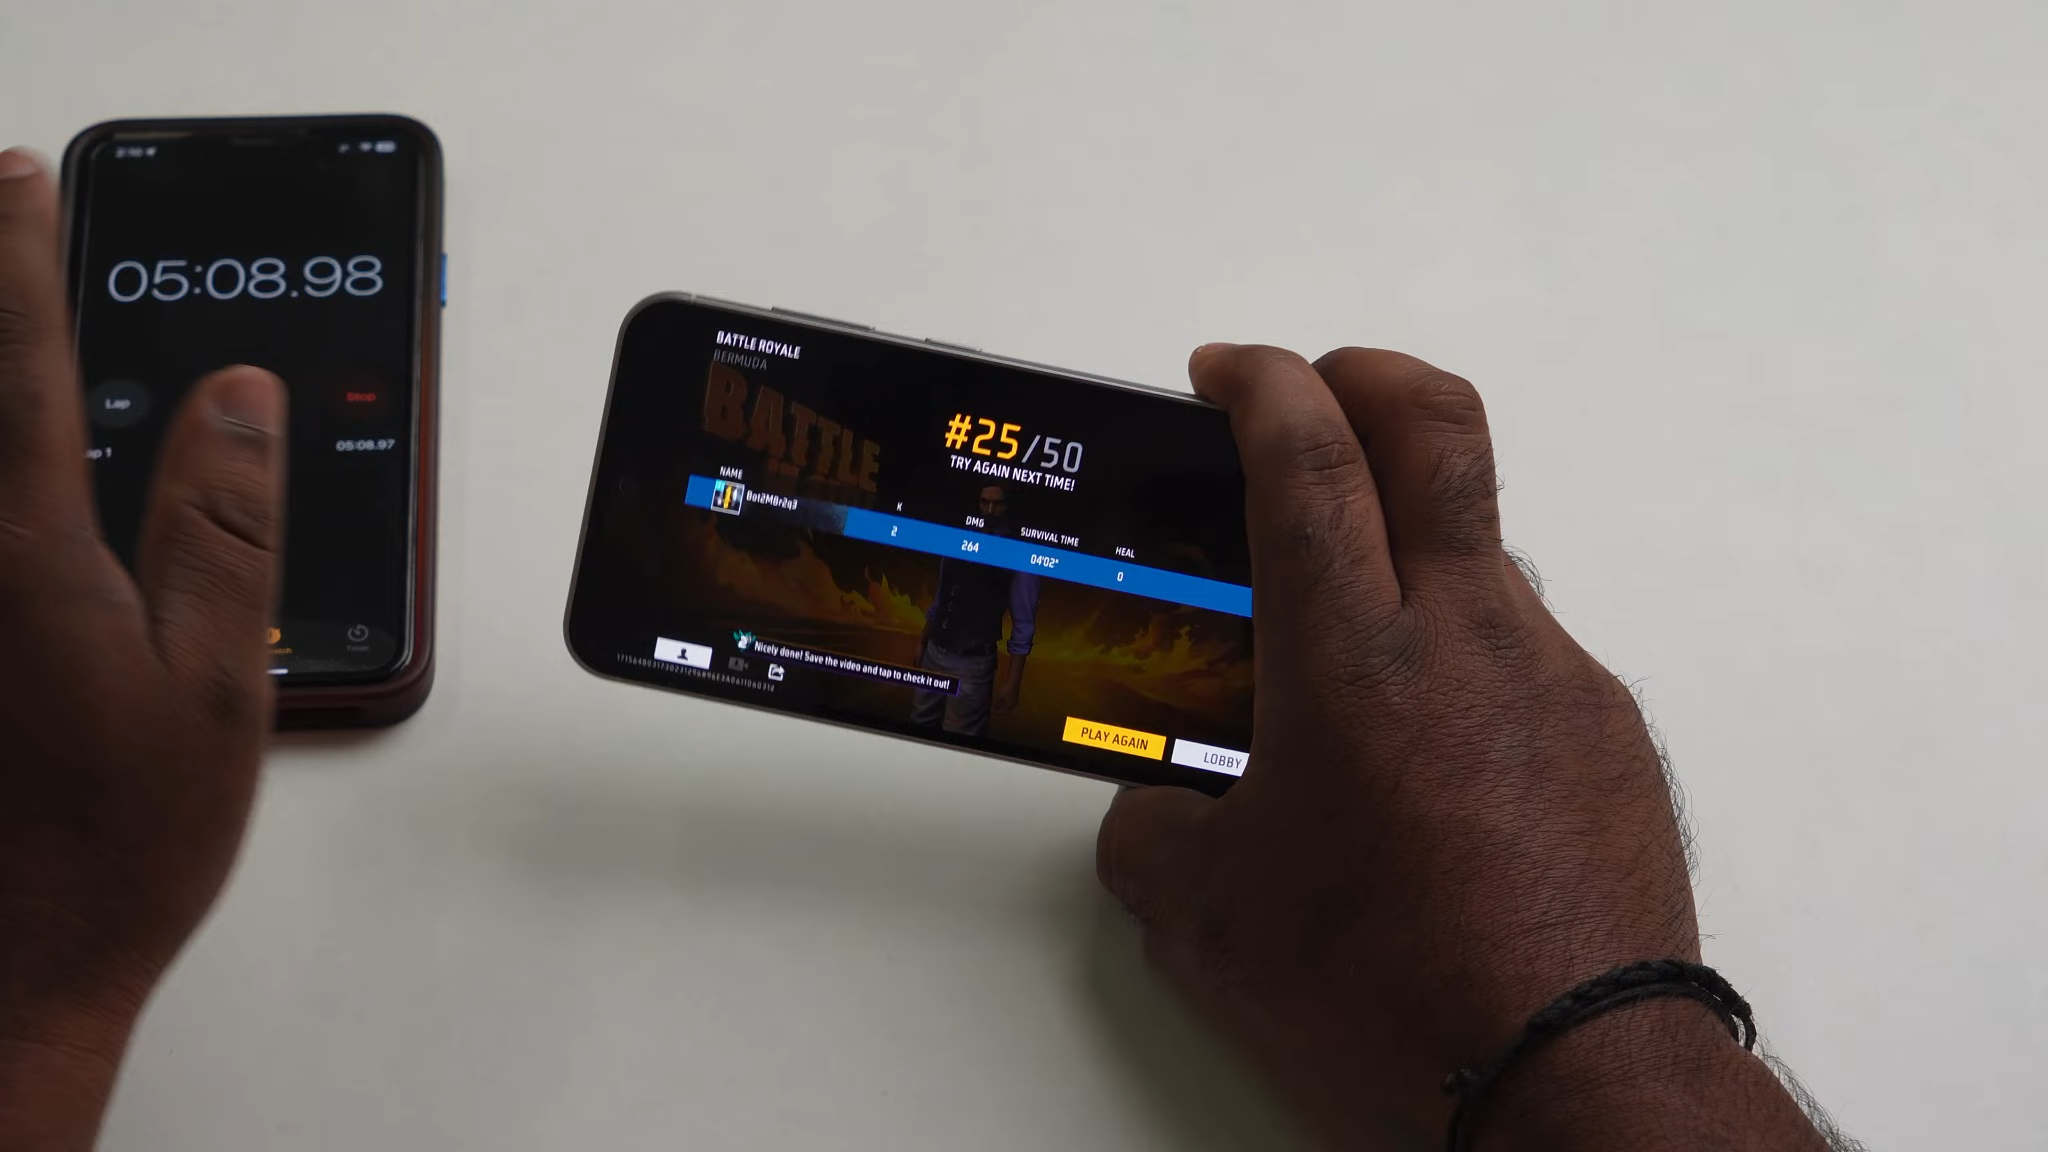 05:08.98
Lap
Stop
ap 1
05:08.97
BATTLE ROYALE
BERMUDA
BATTLE
#25/50
TRY AGAIN NEXT TIME!
NAME K DMG SURVIVAL TIME HEAL
2 264 04'02" 0
Nicely done! Save the video and tap to check it out!
PLAY AGAIN
LOBBY